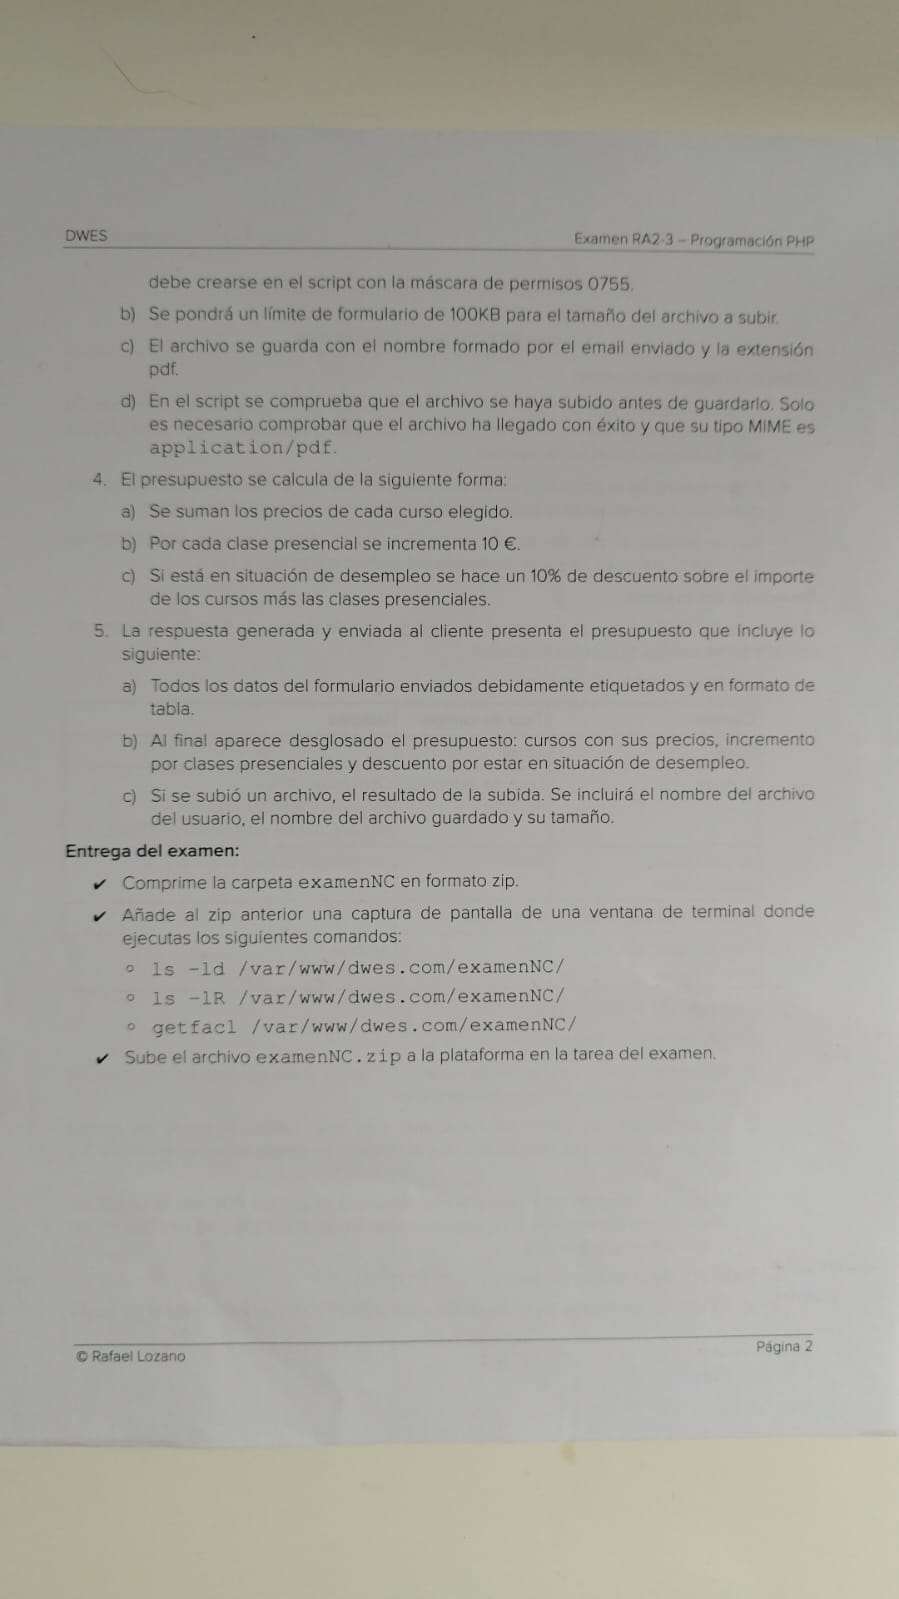 DWES
Examen RA2-3 – Programación PHP
debe crearse en el script con la máscara de permisos 0755.
b) Se pondrá un límite de formulario de 100KB para el tamaño del archivo a subir.
c) El archivo se guarda con el nombre formado por el email enviado y la extensión
pdf.
d) En el script se comprueba que el archivo se haya subido antes de guardarlo. Solo
es necesario comprobar que el archivo ha llegado con éxito y que su tipo MIME es
application/pdf.
4. El presupuesto se calcula de la siguiente forma:
a) Se suman los precios de cada curso elegido.
b) Por cada clase presencial se incrementa 10 €.
c) Si está en situación de desempleo se hace un 10% de descuento sobre el importe
de los cursos más las clases presenciales.
5. La respuesta generada y enviada al cliente presenta el presupuesto que incluye lo
siguiente:
a) Todos los datos del formulario enviados debidamente etiquetados y en formato de
tabla.
b) Al final aparece desglosado el presupuesto: cursos con sus precios, incremento
por clases presenciales y descuento por estar en situación de desempleo.
c) Si se subió un archivo, el resultado de la subida. Se incluirá el nombre del archivo
del usuario, el nombre del archivo guardado y su tamaño.
Entrega del examen:
✔ Comprime la carpeta examenNC en formato zip.
✔ Añade al zip anterior una captura de pantalla de una ventana de terminal donde
ejecutas los siguientes comandos:
○ ls -ld /var/www/dwes.com/examenNC/
○ ls -lR /var/www/dwes.com/examenNC/
○ getfacl /var/www/dwes.com/examenNC/
✔ Sube el archivo examenNC.zip a la plataforma en la tarea del examen.
© Rafael Lozano
Página 2